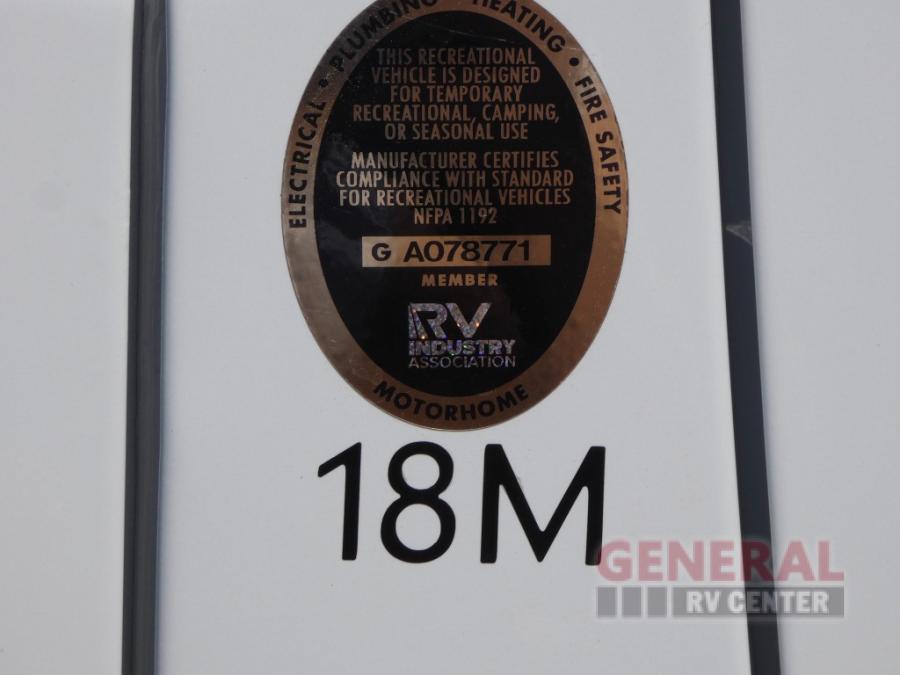 ELECTRICAL • PLUMBING • HEATING • FIRE SAFETY
THIS RECREATIONAL
VEHICLE IS DESIGNED
FOR TEMPORARY
RECREATIONAL, CAMPING,
OR SEASONAL USE
MANUFACTURER CERTIFIES
COMPLIANCE WITH STANDARD
FOR RECREATIONAL VEHICLES
NFPA 1192
G A078771
MEMBER
RV
INDUSTRY
ASSOCIATION
MOTORHOME
18M
GENERAL
RV CENTER